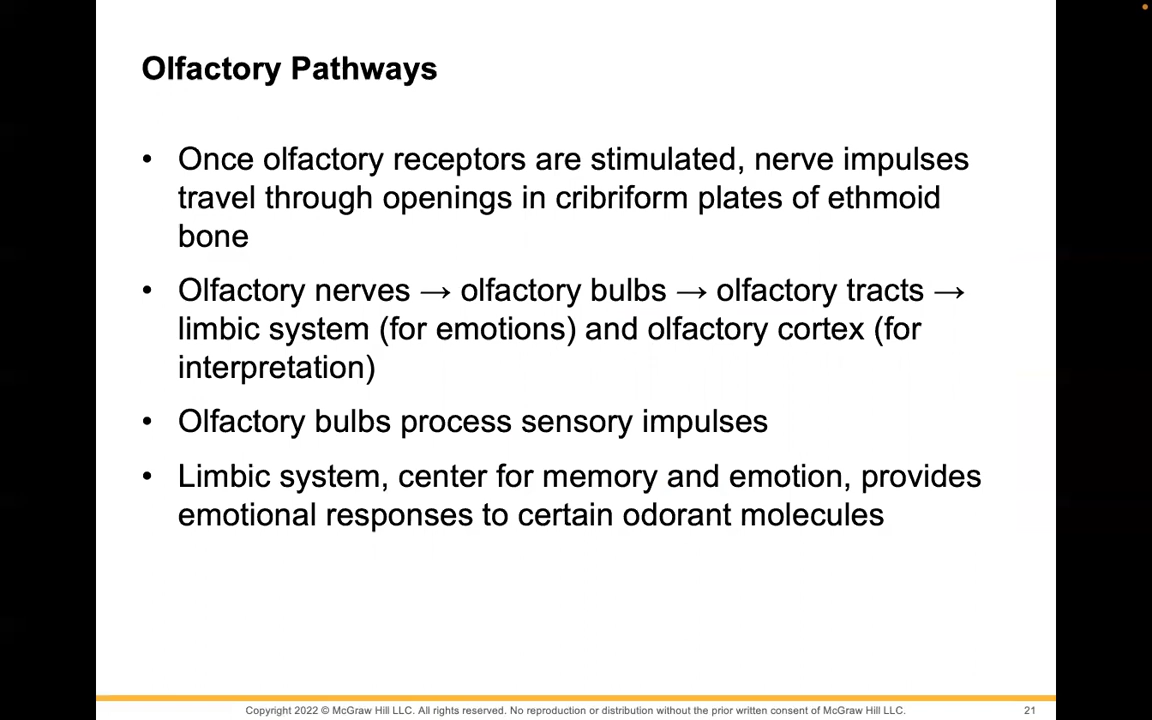 Olfactory Pathways
• Once olfactory receptors are stimulated, nerve impulses
travel through openings in cribriform plates of ethmoid
bone
• Olfactory nerves → olfactory bulbs → olfactory tracts →
limbic system (for emotions) and olfactory cortex (for
interpretation)
• Olfactory bulbs process sensory impulses
• Limbic system, center for memory and emotion, provides
emotional responses to certain odorant molecules
Copyright 2022 © McGraw Hill LLC. All rights reserved. No reproduction or distribution without the prior written consent of McGraw Hill LLC.
21